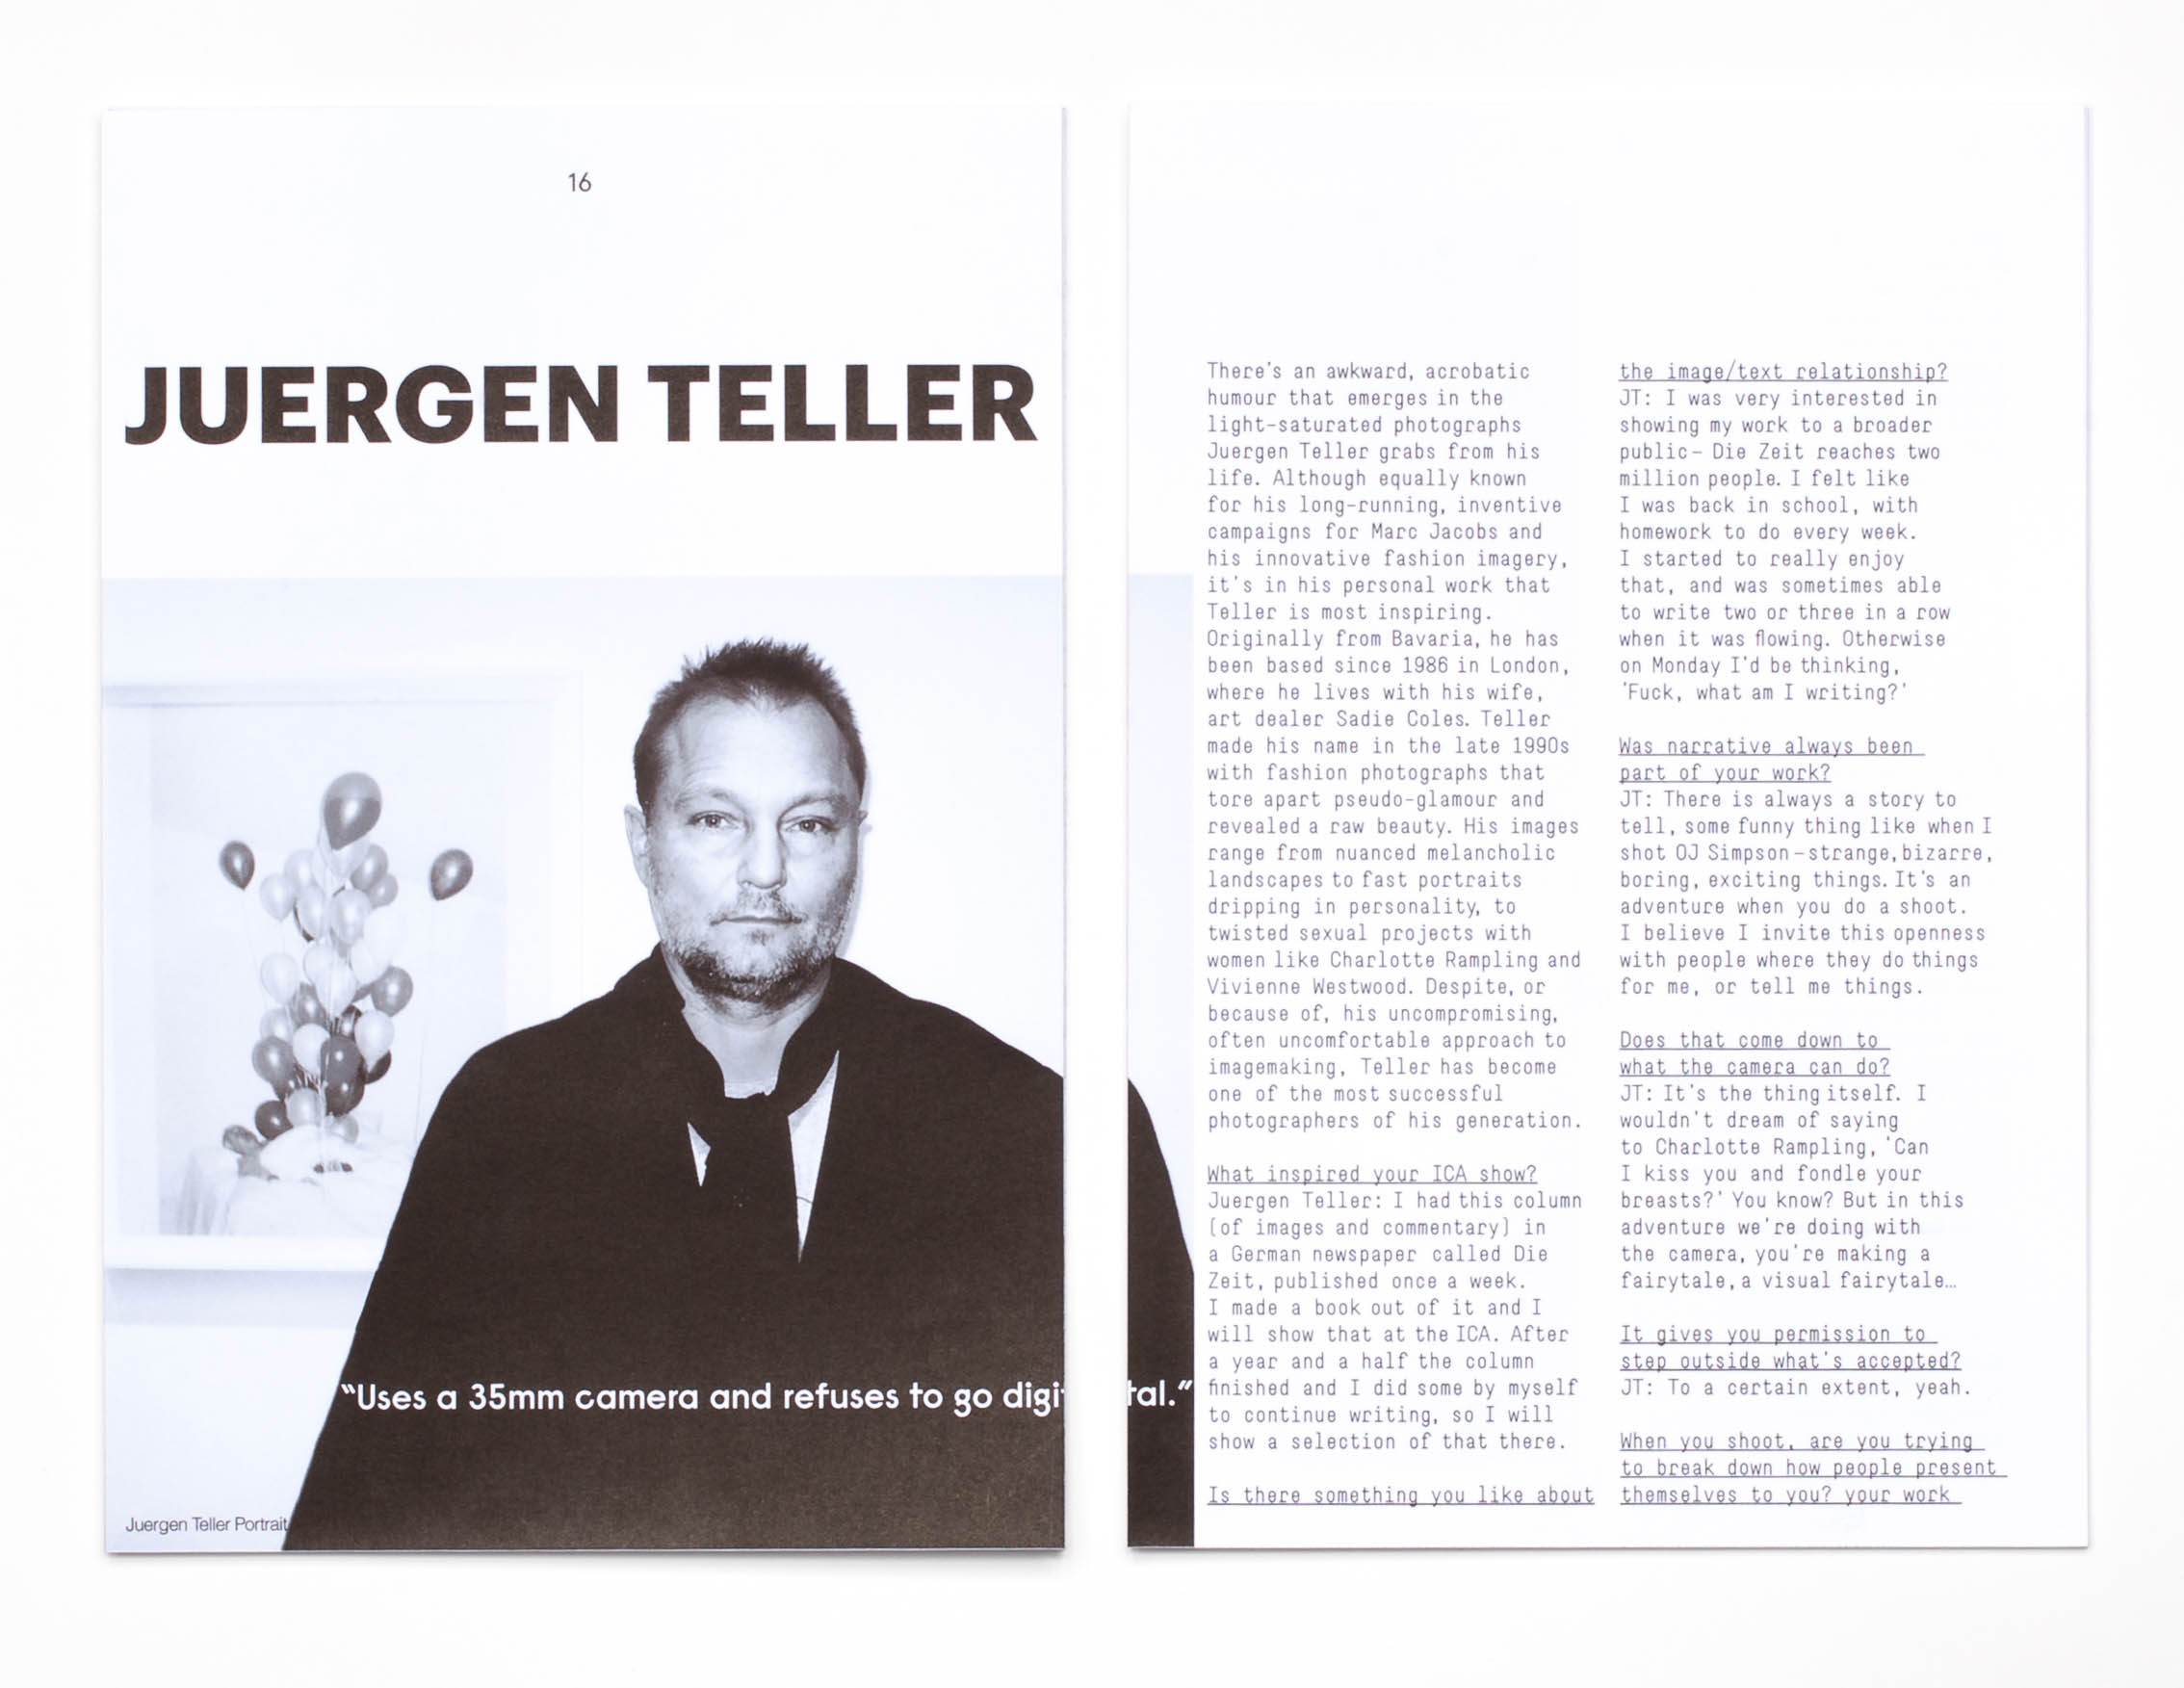 16
JUERGEN TELLER
“Uses a 35mm camera and refuses to go digital.”
Juergen Teller Portrait
There's an awkward, acrobatic
humour that emerges in the
light-saturated photographs
Juergen Teller grabs from his
life. Although equally known
for his long-running, inventive
campaigns for Marc Jacobs and
his innovative fashion imagery,
it's in his personal work that
Teller is most inspiring.
Originally from Bavaria, he has
been based since 1986 in London,
where he lives with his wife,
art dealer Sadie Coles. Teller
made his name in the late 1990s
with fashion photographs that
tore apart pseudo-glamour and
revealed a raw beauty. His images
range from nuanced melancholic
landscapes to fast portraits
dripping in personality, to
twisted sexual projects with
women like Charlotte Rampling and
Vivienne Westwood. Despite, or
because of, his uncompromising,
often uncomfortable approach to
imagemaking, Teller has become
one of the most successful
photographers of his generation.
What inspired your ICA show?
Juergen Teller: I had this column
(of images and commentary) in
a German newspaper called Die
Zeit, published once a week.
I made a book out of it and I
will show that at the ICA. After
a year and a half the column
finished and I did some by myself
to continue writing, so I will
show a selection of that there.
Is there something you like about
the image/text relationship?
JT: I was very interested in
showing my work to a broader
public– Die Zeit reaches two
million people. I felt like
I was back in school, with
homework to do every week.
I started to really enjoy
that, and was sometimes able
to write two or three in a row
when it was flowing. Otherwise
on Monday I'd be thinking,
'Fuck, what am I writing?'
Was narrative always been
part of your work?
JT: There is always a story to
tell, some funny thing like when I
shot OJ Simpson–strange, bizarre,
boring, exciting things. It's an
adventure when you do a shoot.
I believe I invite this openness
with people where they do things
for me, or tell me things.
Does that come down to
what the camera can do?
JT: It's the thing itself. I
wouldn't dream of saying
to Charlotte Rampling, 'Can
I kiss you and fondle your
breasts?' You know? But in this
adventure we're doing with
the camera, you're making a
fairytale, a visual fairytale…
It gives you permission to
step outside what's accepted?
JT: To a certain extent, yeah.
When you shoot, are you trying
to break down how people present
themselves to you? your work